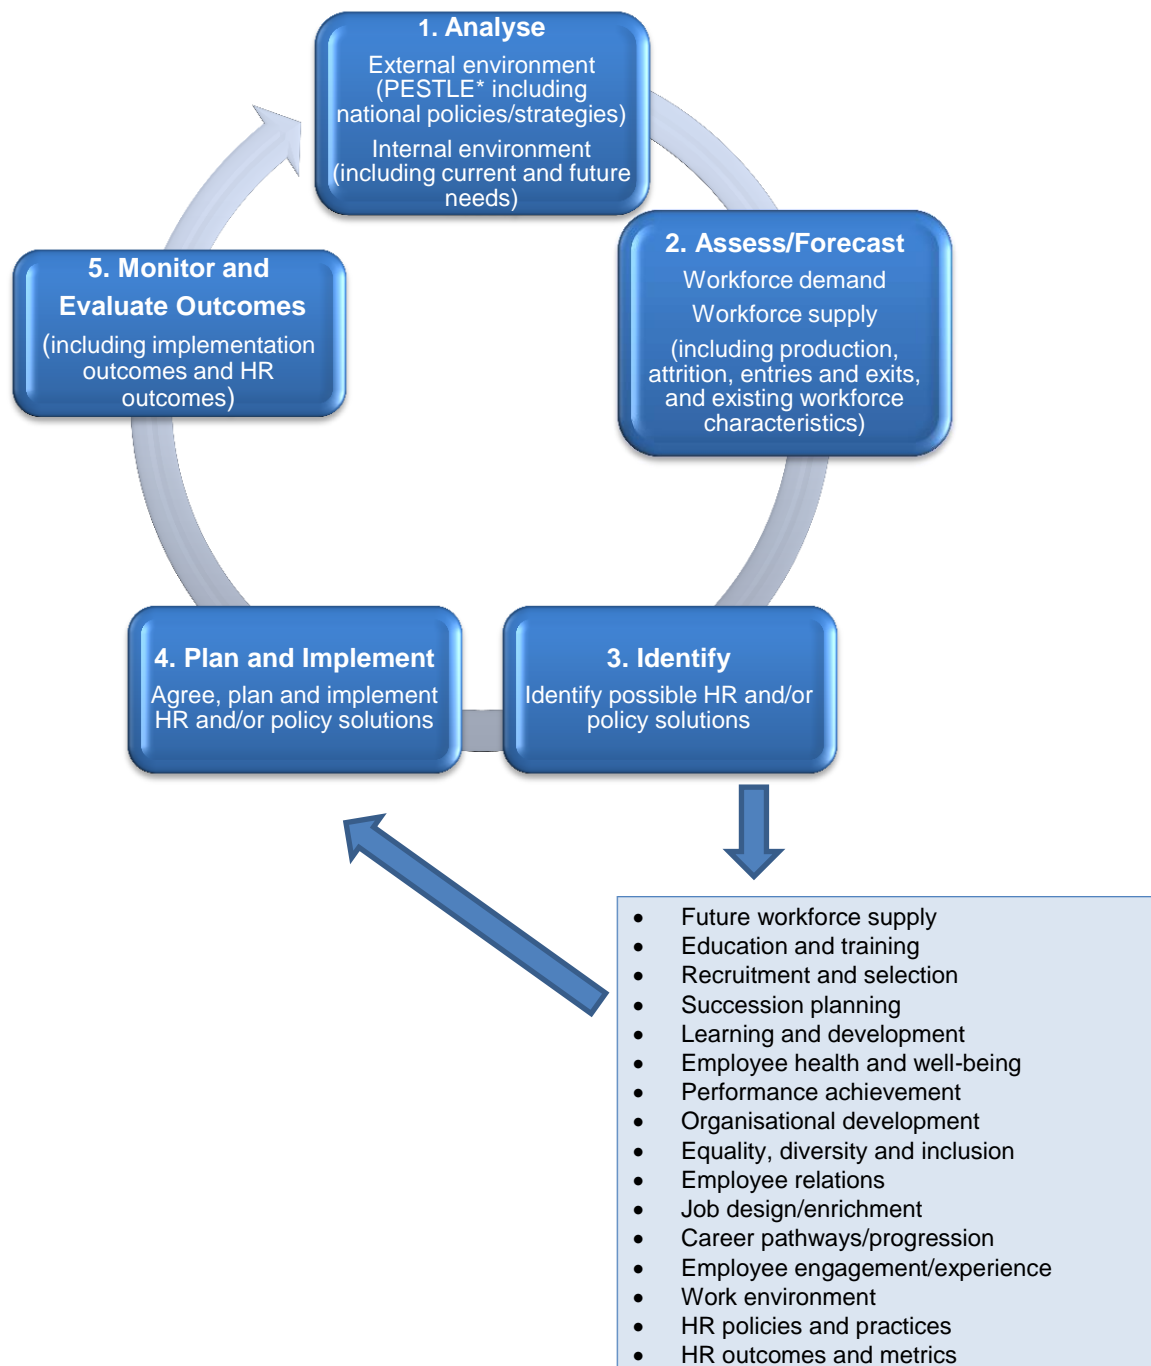 1. Analyse
External environment
(PESTLE* including
national policies/strategies)
Internal environment
(including current and future
needs)
2. Assess/Forecast
Workforce demand
Workforce supply
(including production,
attrition, entries and exits,
and existing workforce
characteristics)
3. Identify
Identify possible HR and/or
policy solutions
4. Plan and Implement
Agree, plan and implement
HR and/or policy solutions
5. Monitor and
Evaluate Outcomes
(including implementation
outcomes and HR
outcomes)
• Future workforce supply
• Education and training
• Recruitment and selection
• Succession planning
• Learning and development
• Employee health and well-being
• Performance achievement
• Organisational development
• Equality, diversity and inclusion
• Employee relations
• Job design/enrichment
• Career pathways/progression
• Employee engagement/experience
• Work environment
• HR policies and practices
• HR outcomes and metrics